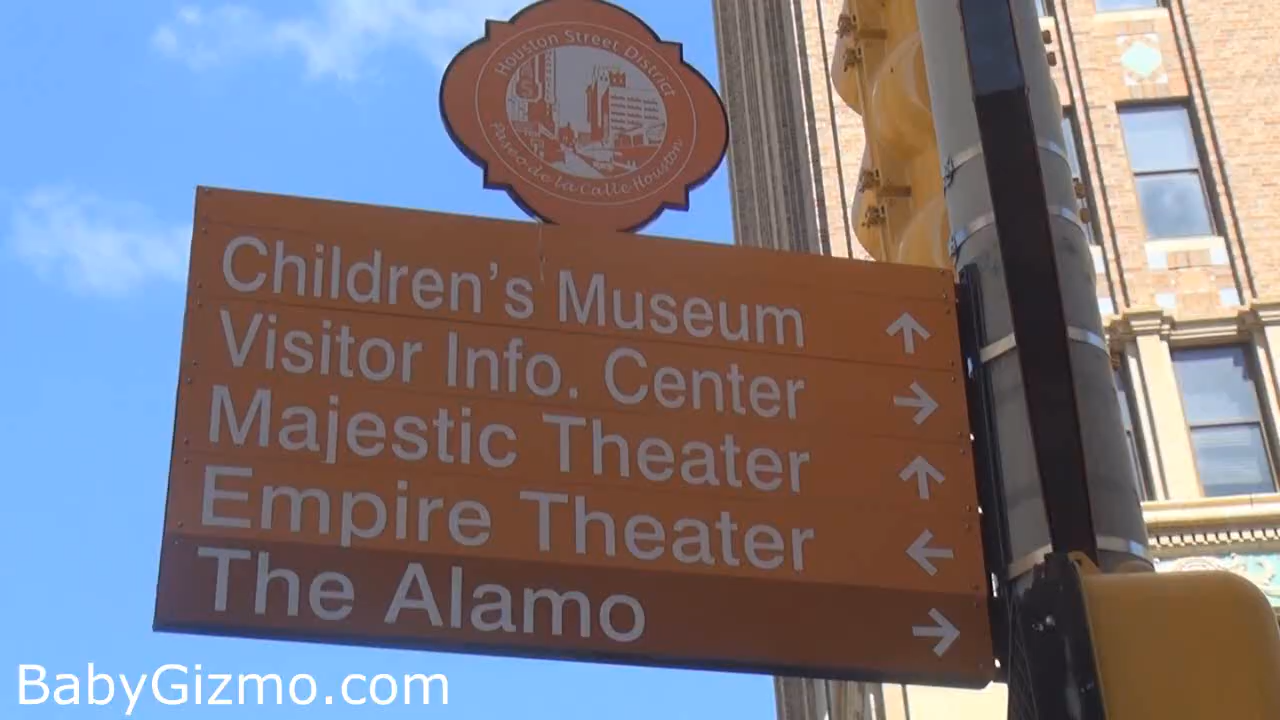 Houston Street District
Paseo de la Calle Houston
Children's Museum ↑
Visitor Info. Center →
Majestic Theater ↑
Empire Theater ←
The Alamo →
BabyGizmo.com